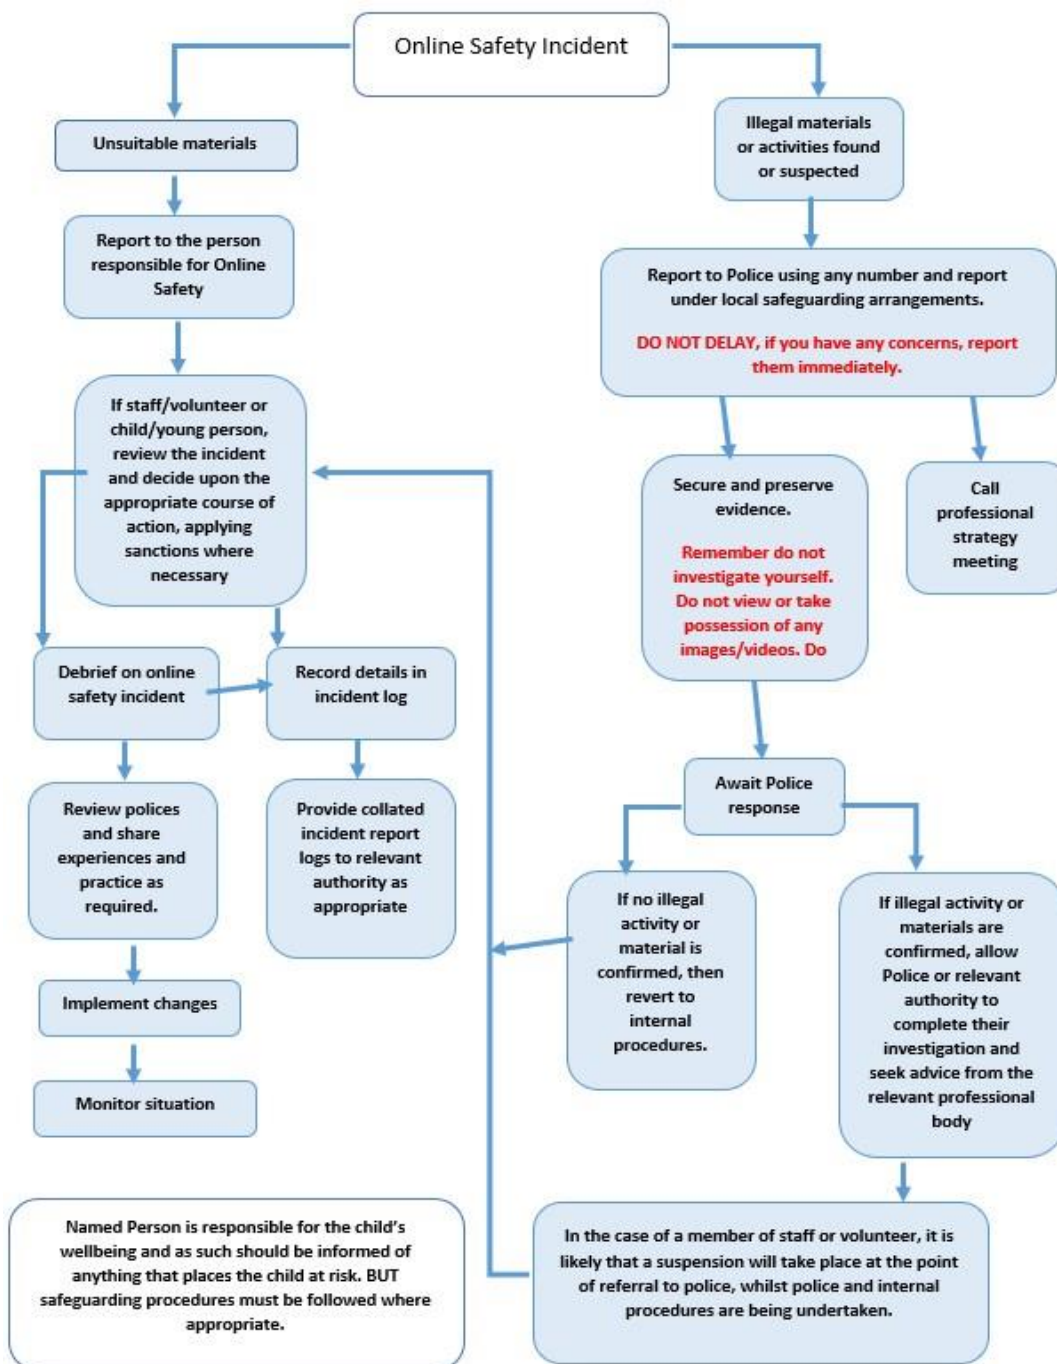 Online Safety Incident
Unsuitable materials
Report to the person
responsible for Online
Safety
If staff/volunteer or
child/young person,
review the incident
and decide upon the
appropriate course of
action, applying
sanctions where
necessary
Debrief on online
safety incident
Record details in
incident log
Review polices
and share
experiences and
practice as
required.
Provide collated
incident report
logs to relevant
authority as
appropriate
Implement changes
Monitor situation
Illegal materials
or activities found
or suspected
Report to Police using any number and report
under local safeguarding arrangements.
DO NOT DELAY, if you have any concerns, report
them immediately.
Secure and preserve
evidence.
Remember do not
investigate yourself.
Do not view or take
possession of any
images/videos. Do
Call
professional
strategy
meeting
Await Police
response
If no illegal
activity or
material is
confirmed, then
revert to
internal
procedures.
If illegal activity or
materials are
confirmed, allow
Police or relevant
authority to
complete their
investigation and
seek advice from the
relevant professional
body
In the case of a member of staff or volunteer, it is
likely that a suspension will take place at the point
of referral to police, whilst police and internal
procedures are being undertaken.
Named Person is responsible for the child's
wellbeing and as such should be informed of
anything that places the child at risk. BUT
safeguarding procedures must be followed where
appropriate.